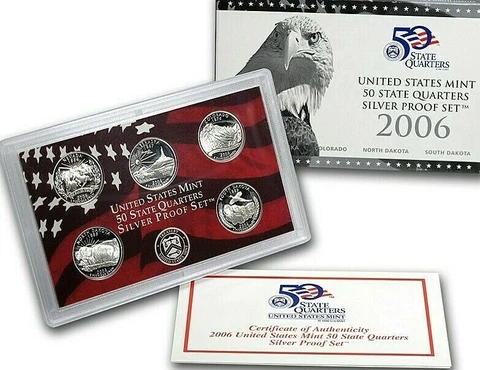 50
STATE
QUARTERS
UNITED STATES MINT
50 STATE QUARTERS
SILVER PROOF SET™
2006
COLORADO NORTH DAKOTA SOUTH DAKOTA
UNITED STATES MINT
50 STATE QUARTERS
SILVER PROOF SET™
50
STATE
QUARTERS
UNITED STATES MINT
Certificate of Authenticity
2006 United States Mint 50 State Quarters
Silver Proof Set™